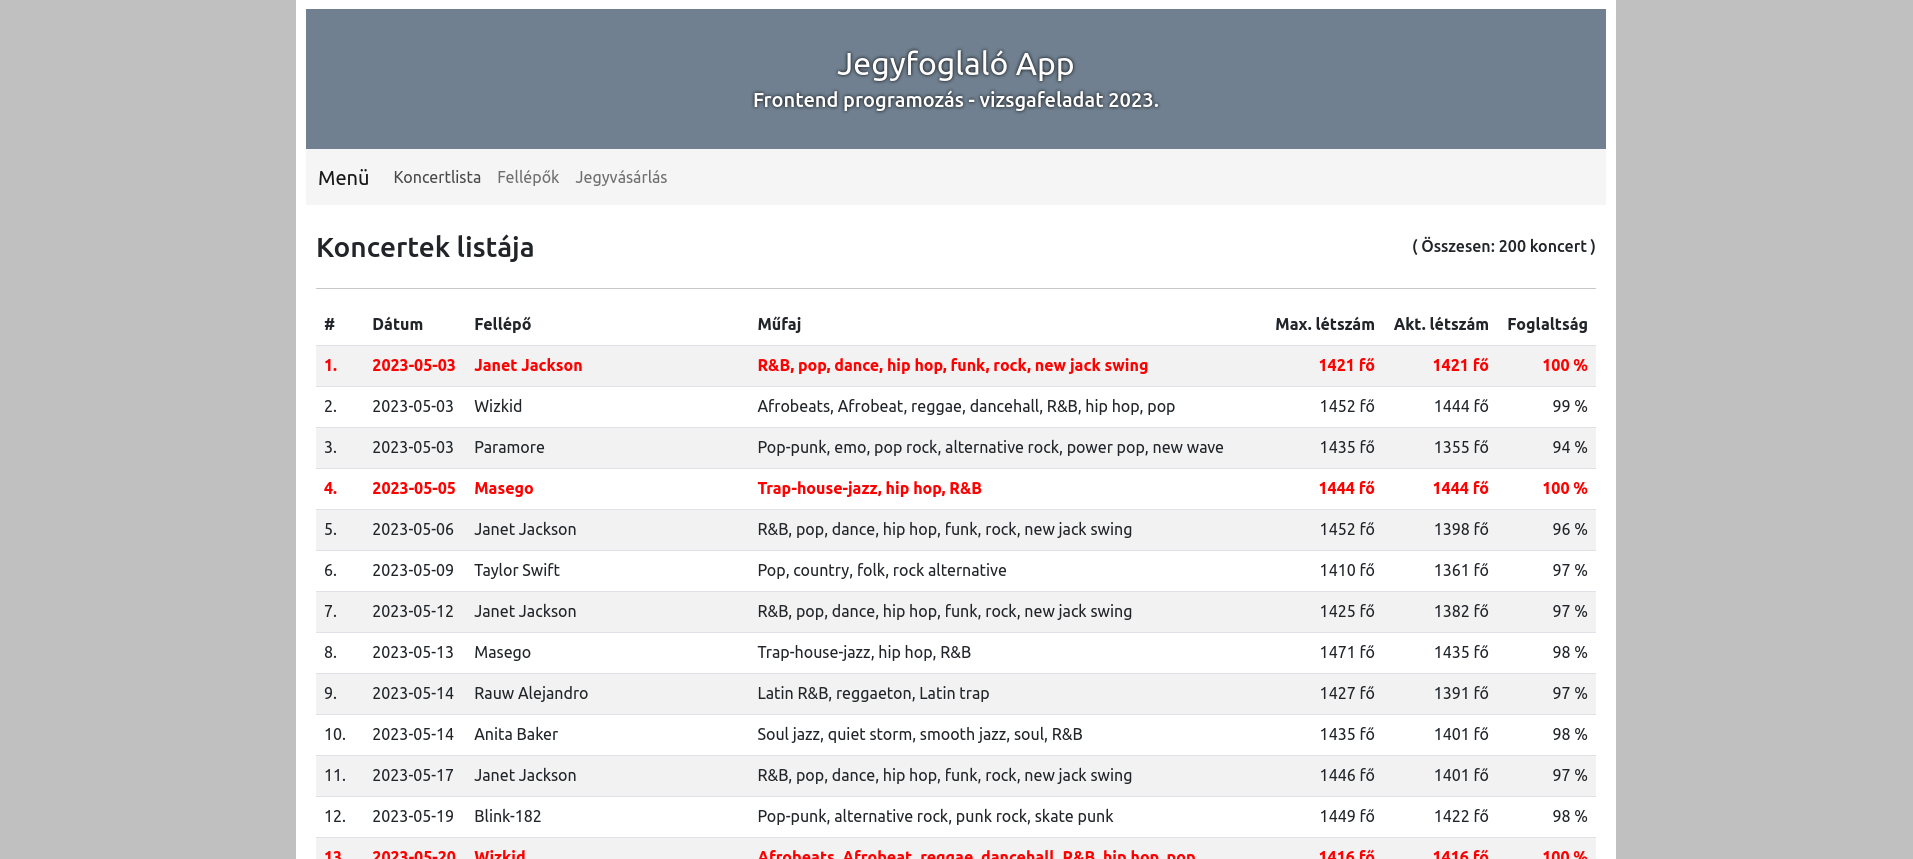 Jegyfoglaló App
Frontend programozás - vizsgafeladat 2023.
Menü Koncertlista Fellépők Jegyvásárlás
Koncertek listája ( Összesen: 200 koncert )
# Dátum Fellépő Műfaj Max. létszám Akt. létszám Foglaltság
1. 2023-05-03 Janet Jackson R&B, pop, dance, hip hop, funk, rock, new jack swing 1421 fő 1421 fő 100 %
2. 2023-05-03 Wizkid Afrobeats, Afrobeat, reggae, dancehall, R&B, hip hop, pop 1452 fő 1444 fő 99 %
3. 2023-05-03 Paramore Pop-punk, emo, pop rock, alternative rock, power pop, new wave 1435 fő 1355 fő 94 %
4. 2023-05-05 Masego Trap-house-jazz, hip hop, R&B 1444 fő 1444 fő 100 %
5. 2023-05-06 Janet Jackson R&B, pop, dance, hip hop, funk, rock, new jack swing 1452 fő 1398 fő 96 %
6. 2023-05-09 Taylor Swift Pop, country, folk, rock alternative 1410 fő 1361 fő 97 %
7. 2023-05-12 Janet Jackson R&B, pop, dance, hip hop, funk, rock, new jack swing 1425 fő 1382 fő 97 %
8. 2023-05-13 Masego Trap-house-jazz, hip hop, R&B 1471 fő 1435 fő 98 %
9. 2023-05-14 Rauw Alejandro Latin R&B, reggaeton, Latin trap 1427 fő 1391 fő 97 %
10. 2023-05-14 Anita Baker Soul jazz, quiet storm, smooth jazz, soul, R&B 1435 fő 1401 fő 98 %
11. 2023-05-17 Janet Jackson R&B, pop, dance, hip hop, funk, rock, new jack swing 1446 fő 1401 fő 97 %
12. 2023-05-19 Blink-182 Pop-punk, alternative rock, punk rock, skate punk 1449 fő 1422 fő 98 %
13. 2023-05-20 Wizkid Afrobeats, Afrobeat, reggae, dancehall, R&B, hip hop, pop 1416 fő 1416 fő 100 %